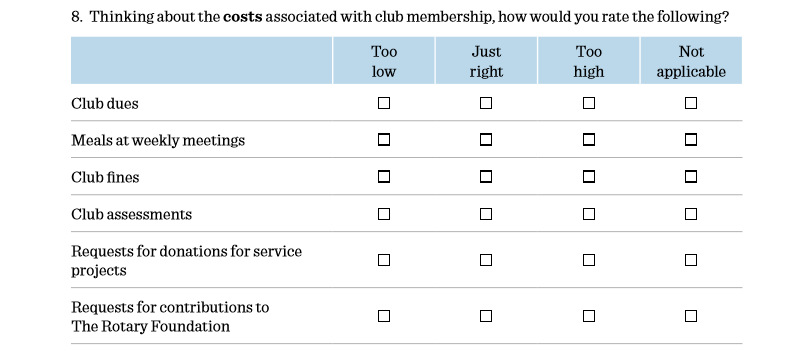 8. Thinking about the costs associated with club membership, how would you rate the following?
Too low
Just right
Too high
Not applicable
Club dues
Meals at weekly meetings
Club fines
Club assessments
Requests for donations for service
projects
Requests for contributions to
The Rotary Foundation